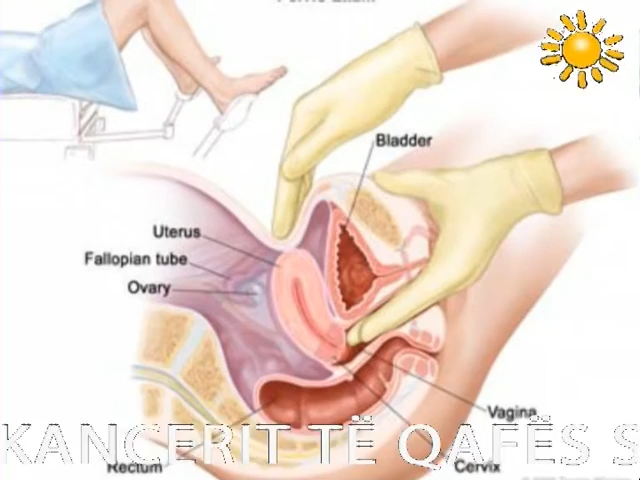 Bladder
Uterus
Fallopian tube
Ovary
Vagina
KANCERIT TË QAFËS S
Rectum
Cervix